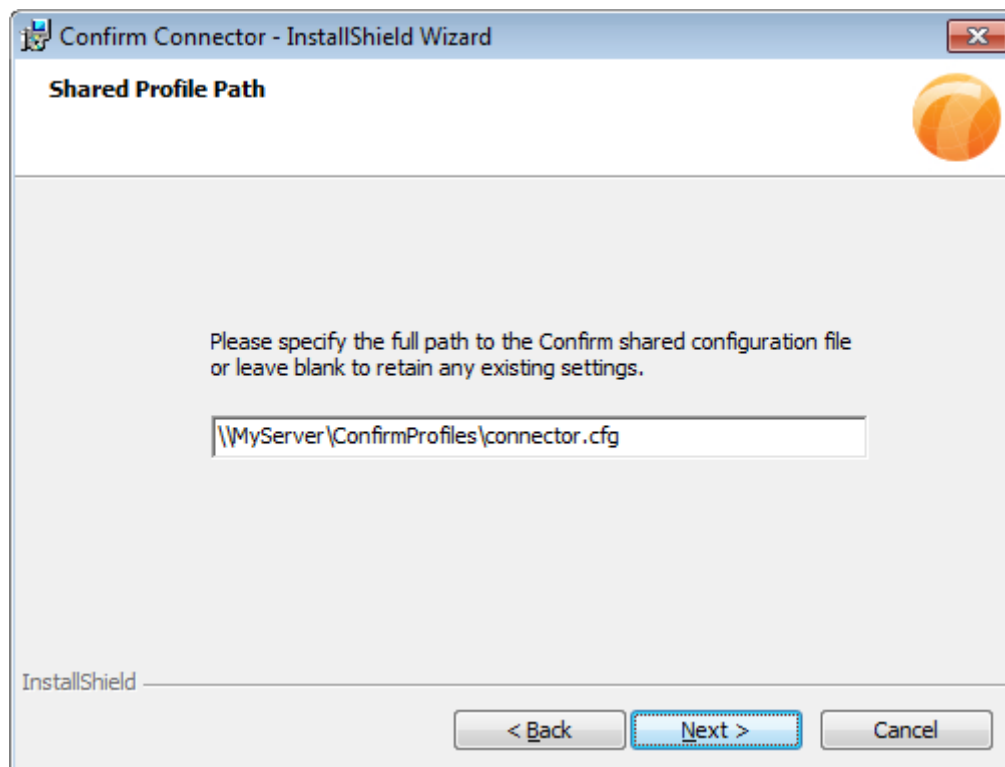 Confirm Connector - InstallShield Wizard
Shared Profile Path
Please specify the full path to the Confirm shared configuration file
or leave blank to retain any existing settings.
\\MyServer\ConfirmProfiles\connector.cfg
InstallShield
< Back
Next >
Cancel